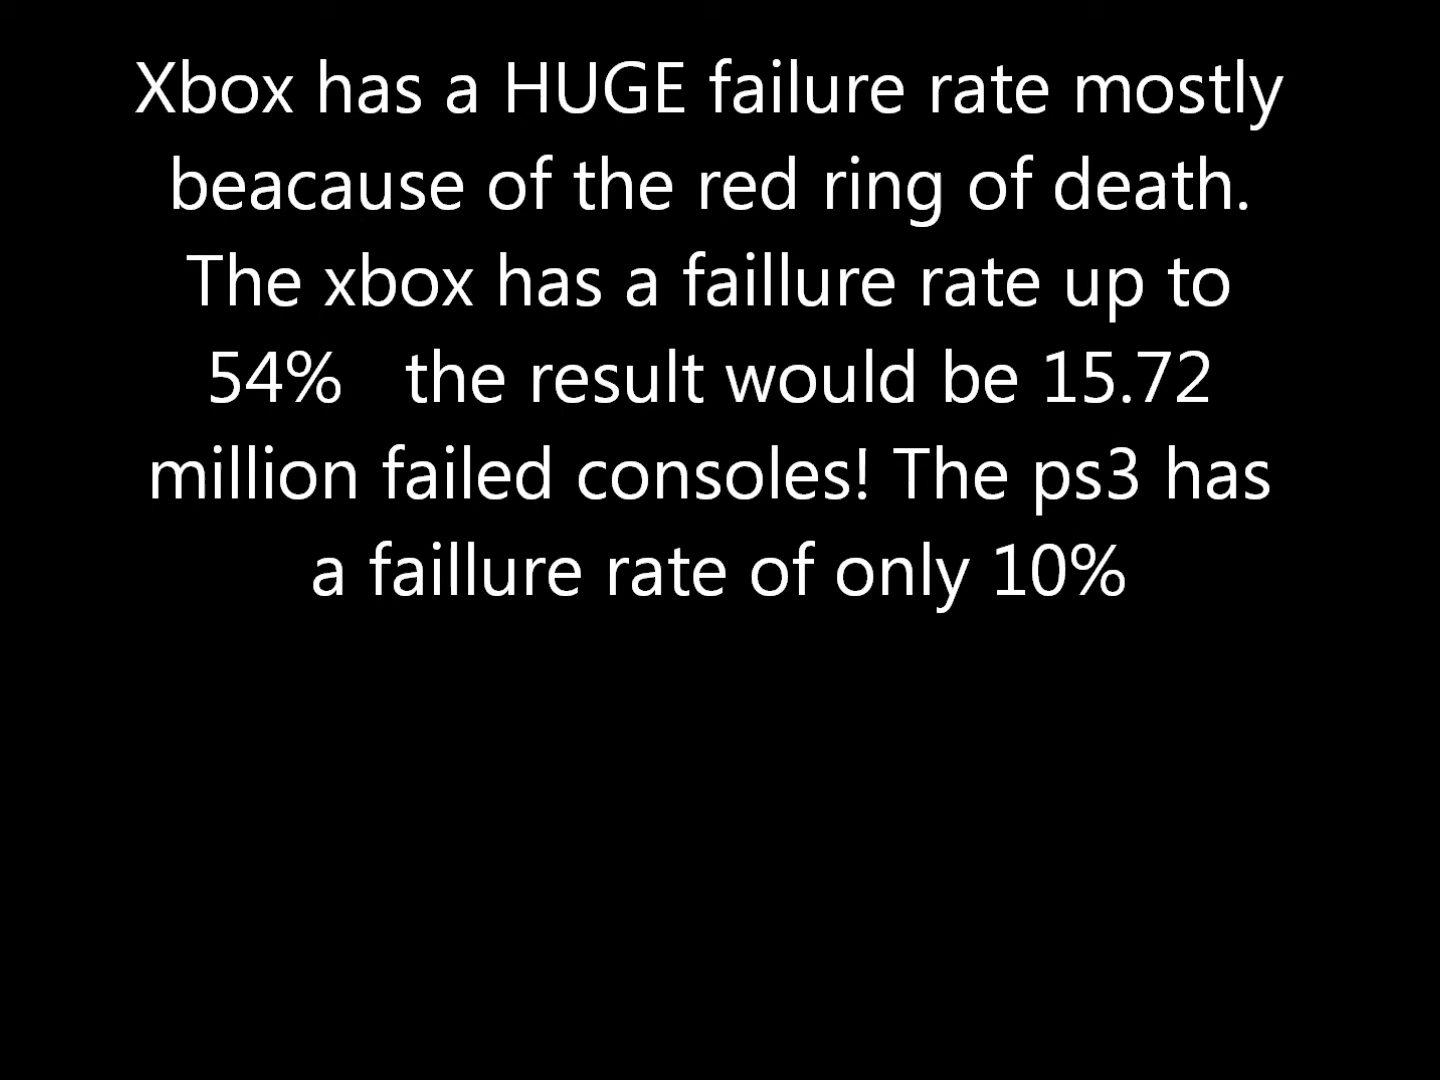 Xbox has a HUGE failure rate mostly
beacause of the red ring of death.
The xbox has a faillure rate up to
54%   the result would be 15.72
million failed consoles! The ps3 has
a faillure rate of only 10%